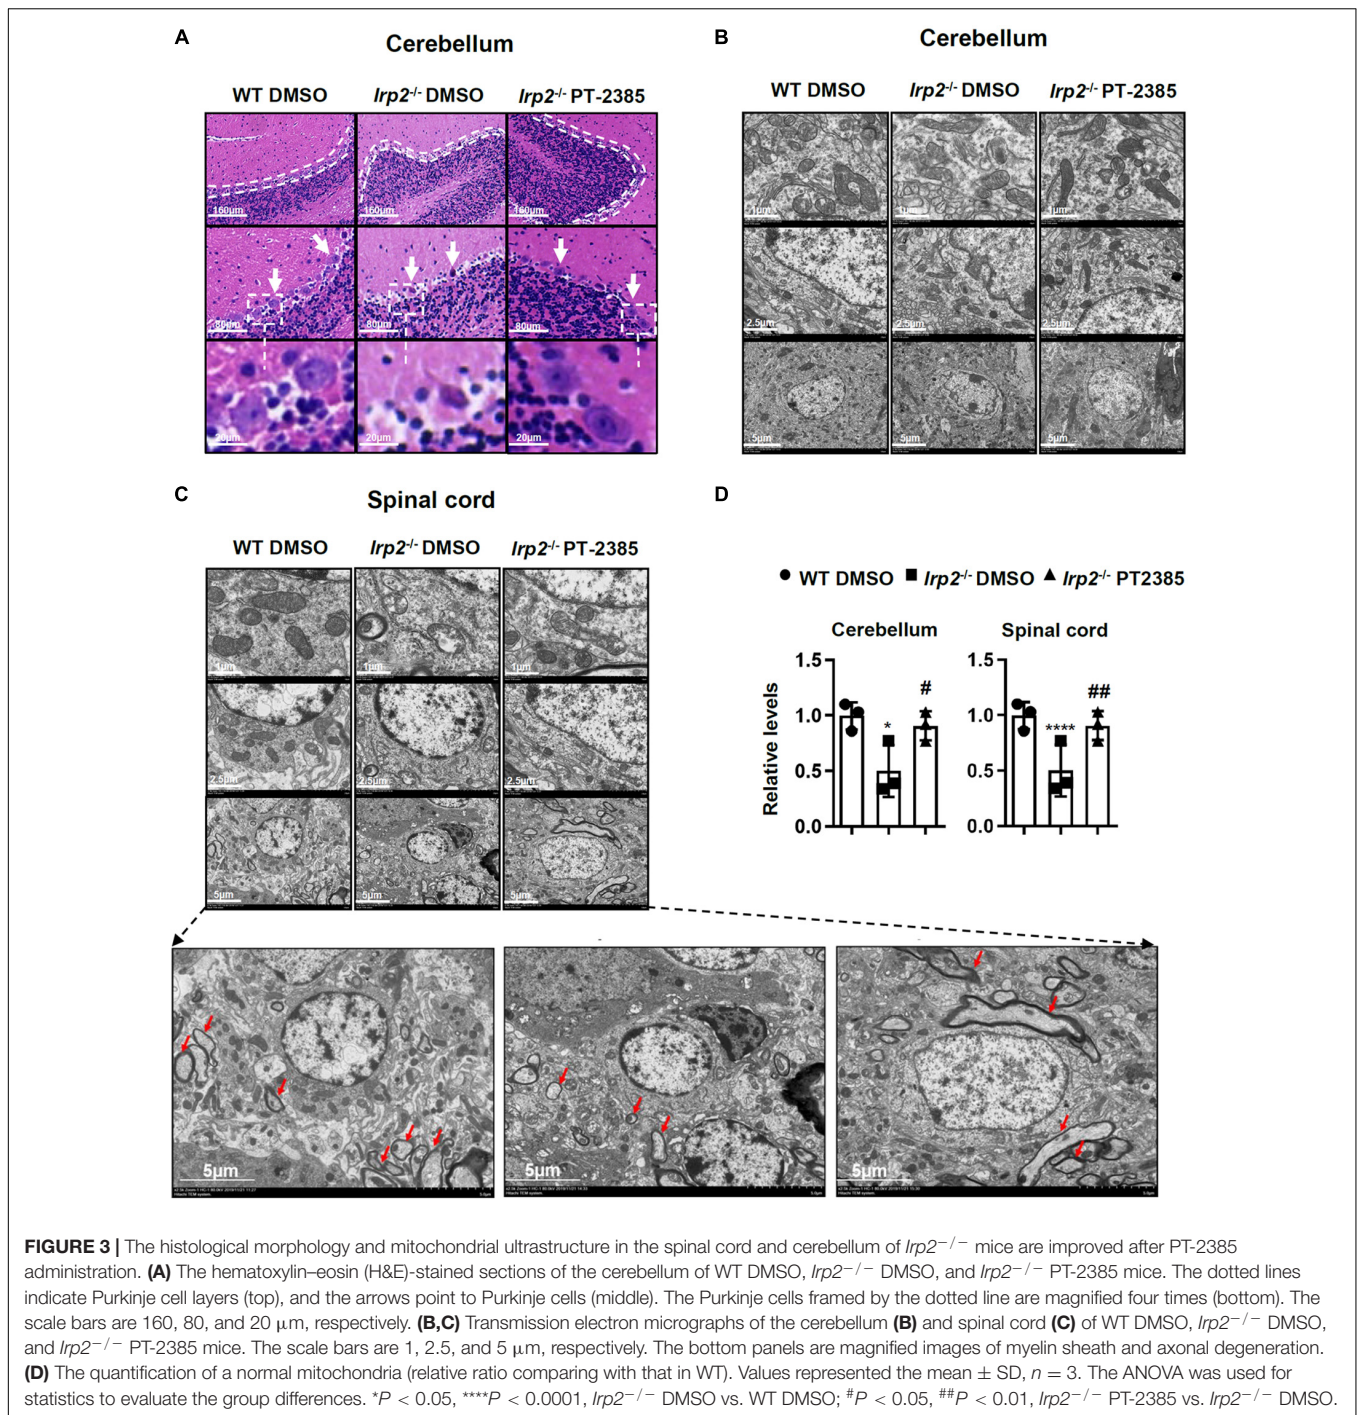 A
Cerebellum
WT DMSO Irp2-/- DMSO Irp2-/- PT-2385
160μm 160μm 160μm
80μm 80μm 80μm
20μm 20μm 20μm
B
Cerebellum
WT DMSO Irp2-/- DMSO Irp2-/- PT-2385
1μm 1μm 1μm
2.5μm 2.5μm 2.5μm
5μm 5μm 5μm
C
Spinal cord
WT DMSO Irp2-/- DMSO Irp2-/- PT-2385
1μm 1μm 1μm
2.5μm 2.5μm 2.5μm
5μm 5μm 5μm
5μm 5μm 5μm
D
WT DMSO Irp2-/- DMSO Irp2-/- PT2385
Cerebellum Spinal cord
Relative levels
1.5
1.0
0.5
0.0
* #
1.5
1.0
0.5
0.0
**** ##
FIGURE 3 | The histological morphology and mitochondrial ultrastructure in the spinal cord and cerebellum of Irp2−/− mice are improved after PT-2385
administration. (A) The hematoxylin–eosin (H&E)-stained sections of the cerebellum of WT DMSO, Irp2−/− DMSO, and Irp2−/− PT-2385 mice. The dotted lines
indicate Purkinje cell layers (top), and the arrows point to Purkinje cells (middle). The Purkinje cells framed by the dotted line are magnified four times (bottom). The
scale bars are 160, 80, and 20 μm, respectively. (B,C) Transmission electron micrographs of the cerebellum (B) and spinal cord (C) of WT DMSO, Irp2−/− DMSO,
and Irp2−/− PT-2385 mice. The scale bars are 1, 2.5, and 5 μm, respectively. The bottom panels are magnified images of myelin sheath and axonal degeneration.
(D) The quantification of a normal mitochondria (relative ratio comparing with that in WT). Values represented the mean ± SD, n = 3. The ANOVA was used for
statistics to evaluate the group differences. *P < 0.05, ****P < 0.0001, Irp2−/− DMSO vs. WT DMSO; #P < 0.05, ##P < 0.01, Irp2−/− PT-2385 vs. Irp2−/− DMSO.